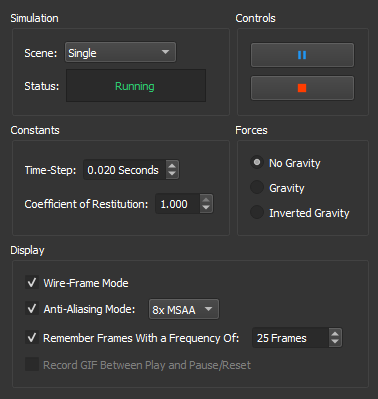 Simulation
Controls
Scene: Single
Status: Running
Constants
Forces
Time-Step: 0.020 Seconds
Coefficient of Restitution: 1.000
No Gravity
Gravity
Inverted Gravity
Display
Wire-Frame Mode
Anti-Aliasing Mode: 8x MSAA
Remember Frames With a Frequency Of: 25 Frames
Record GIF Between Play and Pause/Reset